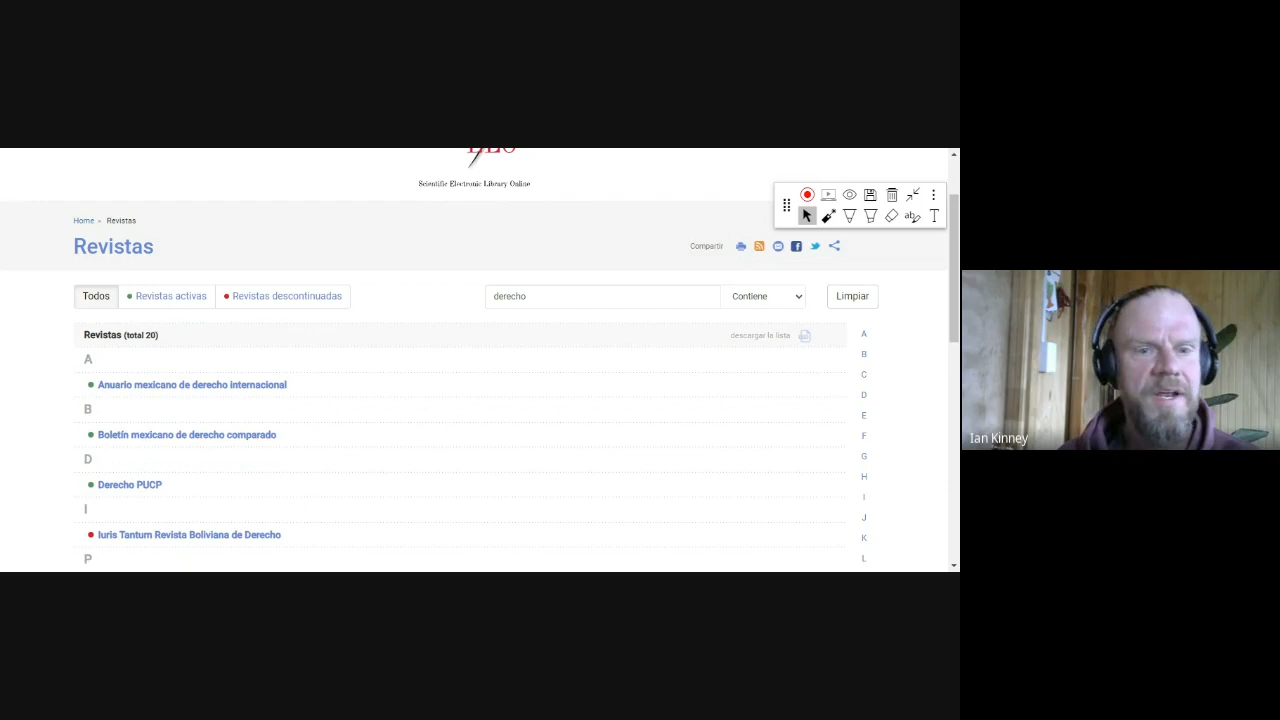 Scientific Electronic Library Online
Home » Revistas
Revistas
Compartir
Todos
Revistas activas
Revistas descontinuadas
derecho
Contiene
Limpiar
Revistas (total 20)
descargar la lista
A
Anuario mexicano de derecho internacional
B
Boletín mexicano de derecho comparado
D
Derecho PUCP
I
Iuris Tantum Revista Boliviana de Derecho
P
A
B
C
D
E
F
G
H
I
J
K
L
ab
T
Ian Kinney